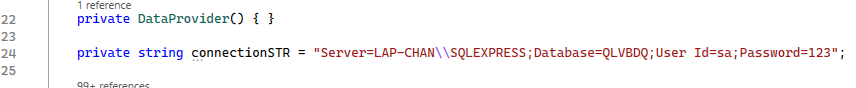 1 reference
22 private DataProvider() { }
23
24 private string connectionSTR = "Server=LAP-CHAN\\SQLEXPRESS;Database=QLVBDQ;User Id=sa;Password=123";
25
99+ references